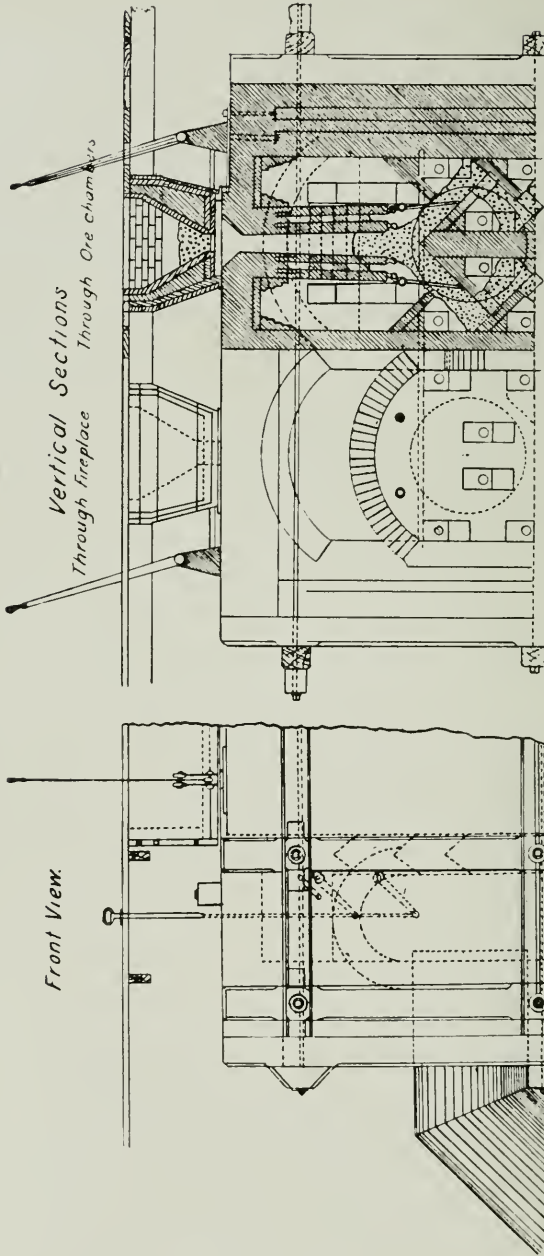 Vertical Sections
Through Fireplace Through Ore chambers
Front View.